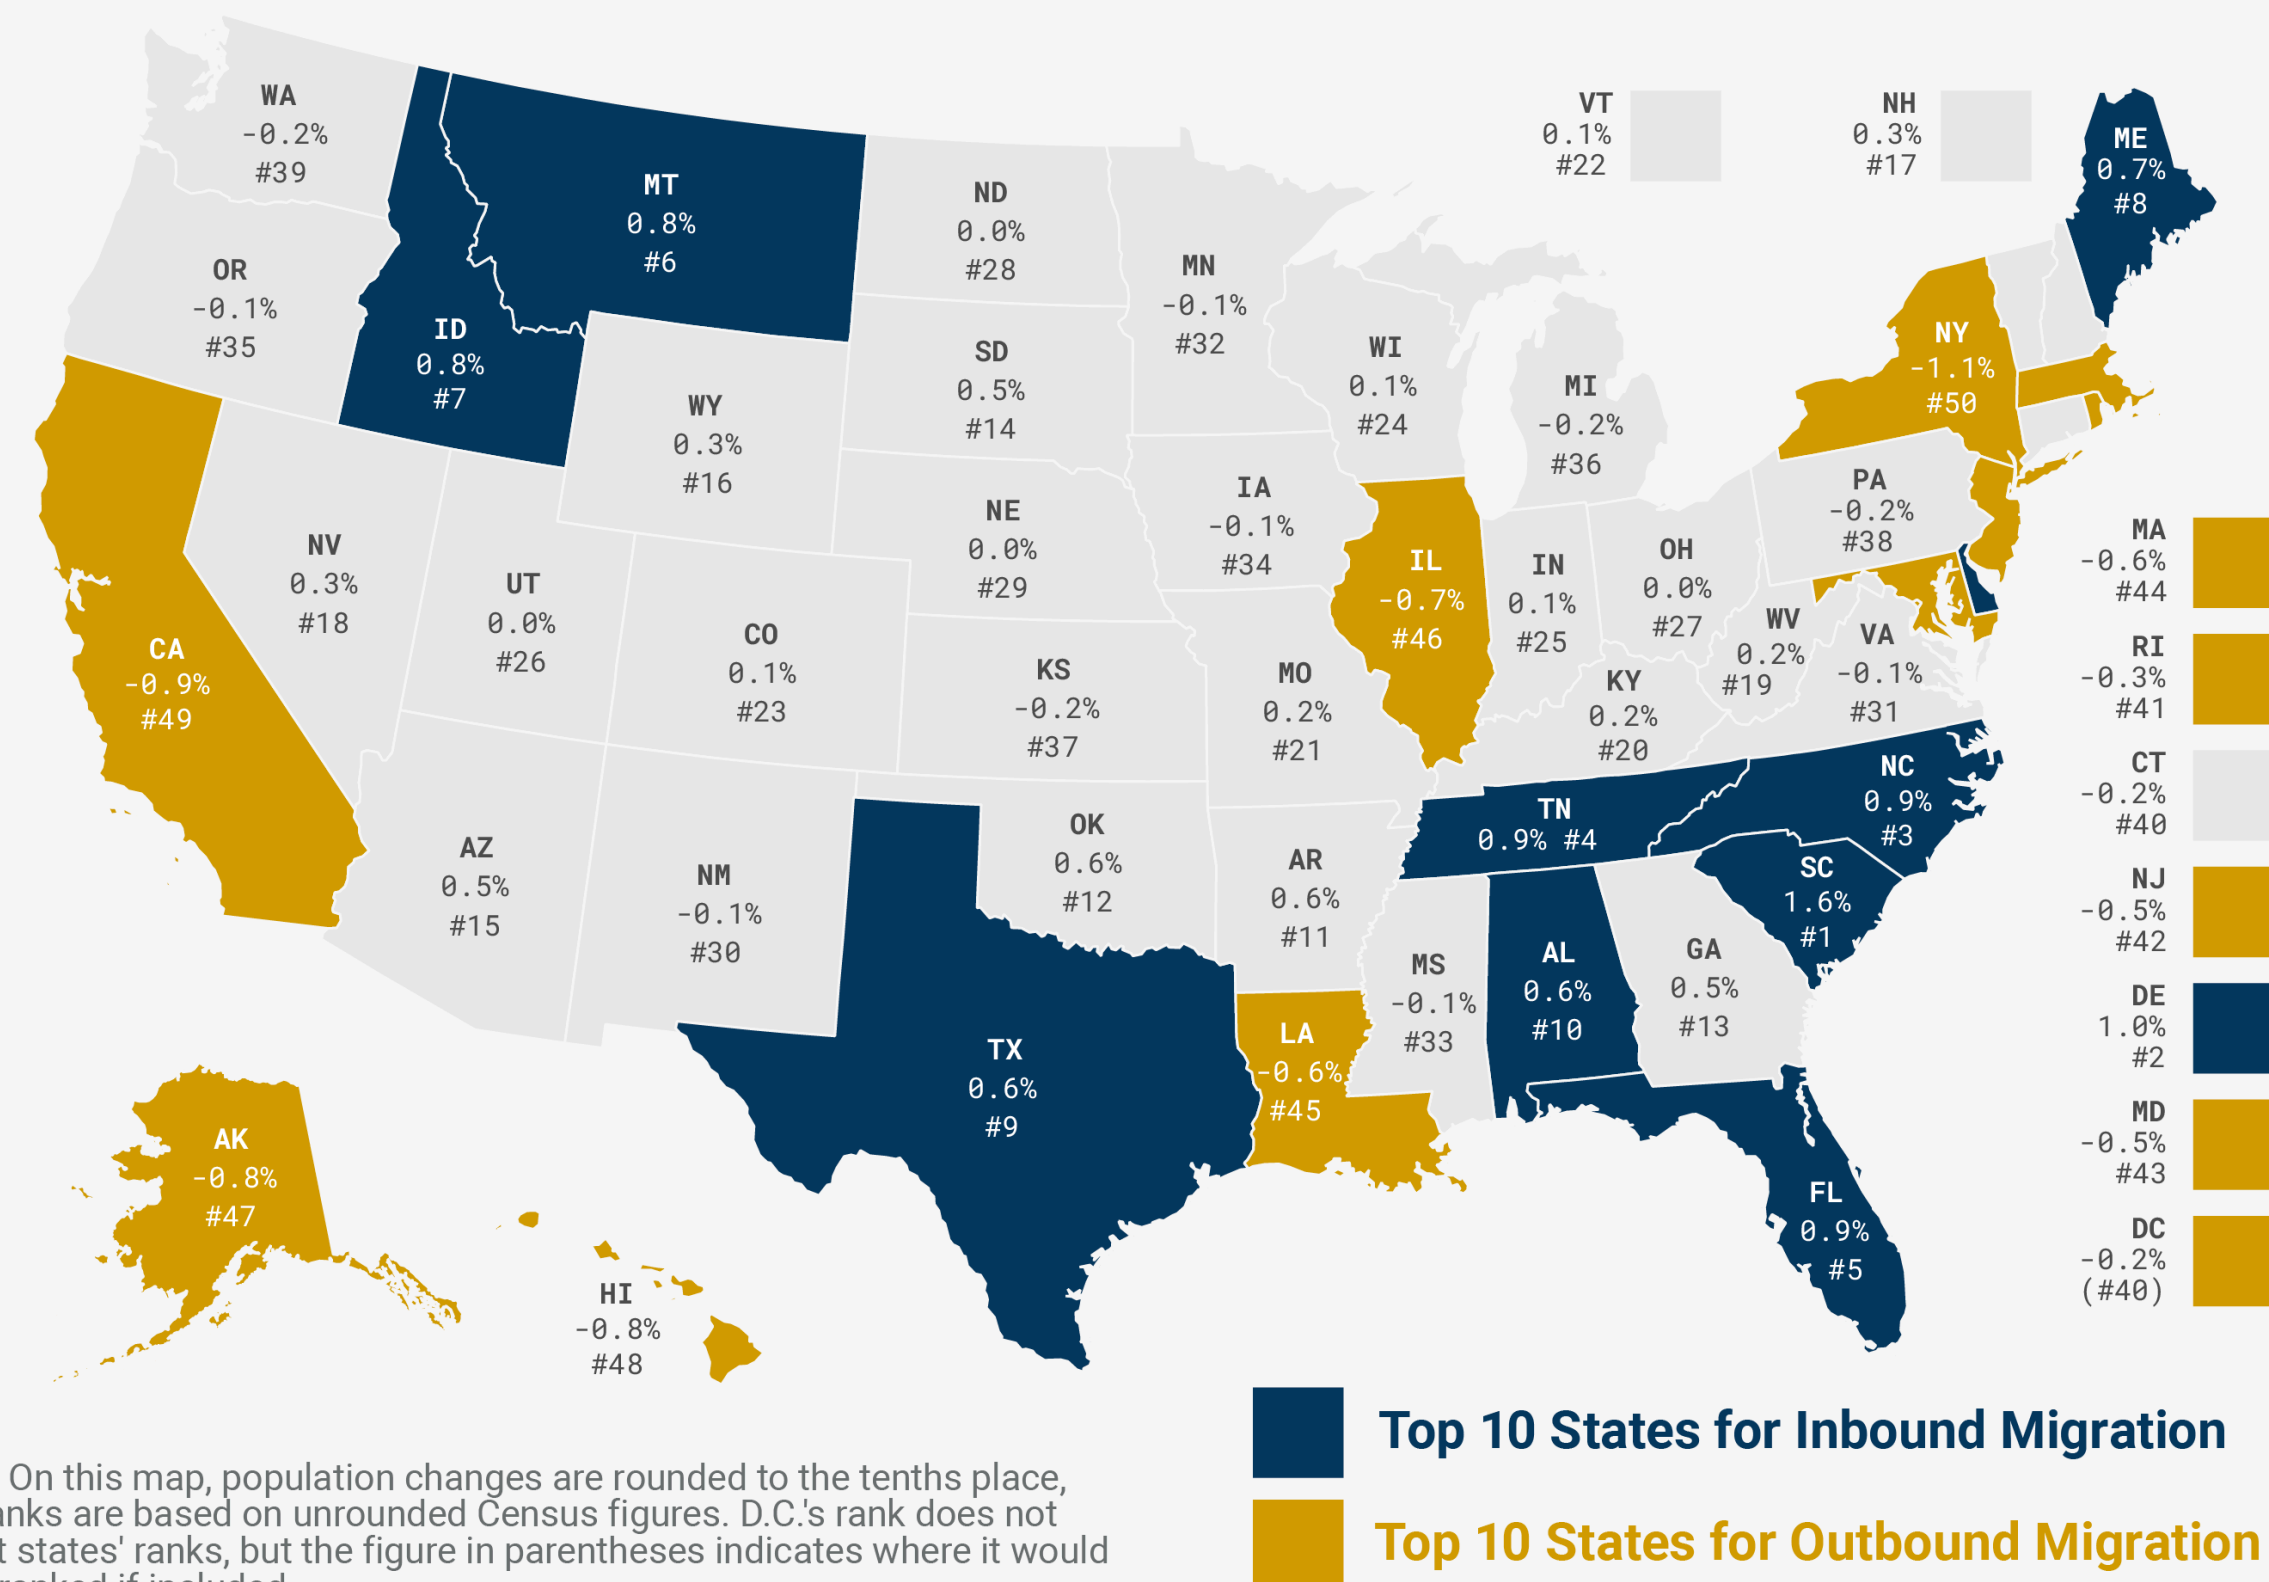 WA
-0.2%
#39
OR
-0.1%
#35
CA
-0.9%
#49
NV
0.3%
#18
ID
0.8%
#7
MT
0.8%
#6
WY
0.3%
#16
UT
0.0%
#26
CO
0.1%
#23
AZ
0.5%
#15
NM
-0.1%
#30
ND
0.0%
#28
SD
0.5%
#14
NE
0.0%
#29
KS
-0.2%
#37
OK
0.6%
#12
TX
0.6%
#9
MN
-0.1%
#32
IA
-0.1%
#34
MO
0.2%
#21
AR
0.6%
#11
LA
-0.6%
#45
WI
0.1%
#24
IL
-0.7%
#46
MI
-0.2%
#36
IN
0.1%
#25
OH
0.0%
#27
KY
0.2%
#20
TN
0.9% #4
MS
-0.1%
#33
AL
0.6%
#10
GA
0.5%
#13
FL
0.9%
#5
SC
1.6%
#1
NC
0.9%
#3
VA
-0.1%
#31
WV
0.2%
#19
PA
-0.2%
#38
NY
-1.1%
#50
VT
0.1%
#22
NH
0.3%
#17
ME
0.7%
#8
MA
-0.6%
#44
RI
-0.3%
#41
CT
-0.2%
#40
NJ
-0.5%
#42
DE
1.0%
#2
MD
-0.5%
#43
DC
-0.2%
(#40)
AK
-0.8%
#47
HI
-0.8%
#48
Top 10 States for Inbound Migration
Top 10 States for Outbound Migration
On this map, population changes are rounded to the tenths place,
anks are based on unrounded Census figures. D.C.'s rank does not
t states' ranks, but the figure in parentheses indicates where it would
ranked if included